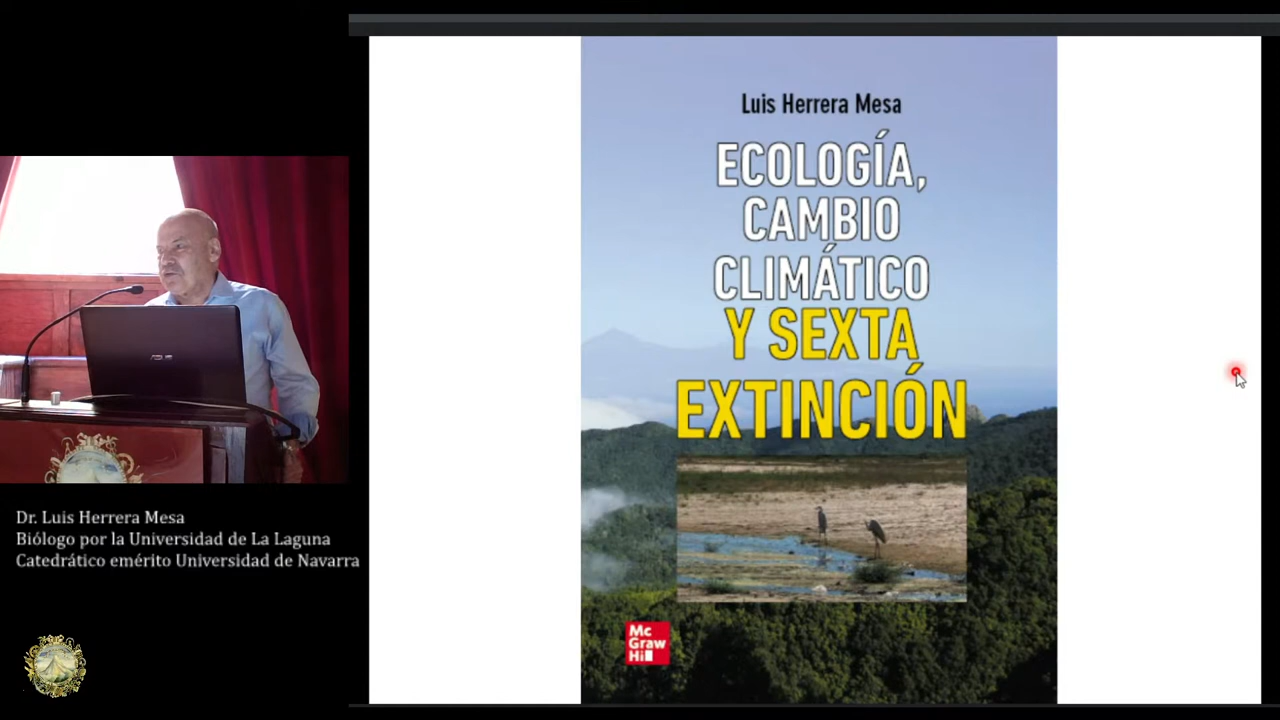 Luis Herrera Mesa
ECOLOGÍA,
CAMBIO
CLIMÁTICO
Y SEXTA
EXTINCIÓN
Mc
Graw
Hill
ASUS
Dr. Luis Herrera Mesa
Biólogo por la Universidad de La Laguna
Catedrático emérito Universidad de Navarra